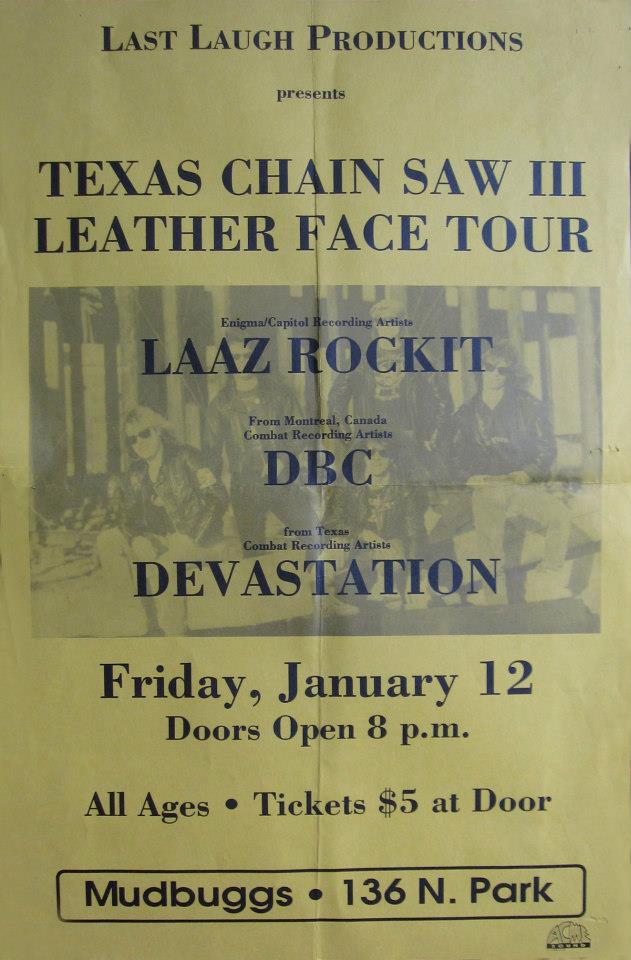 LAST LAUGH PRODUCTIONS
presents
TEXAS CHAIN SAW III
LEATHER FACE TOUR
Enigma/Capitol Recording Artists
LAAZ ROCKIT
From Montreal, Canada
Combat Recording Artists
DBC
from Texas
Combat Recording Artists
DEVASTATION
Friday, January 12
Doors Open 8 p.m.
All Ages • Tickets $5 at Door
Mudbuggs • 136 N. Park
ACME
SOUND